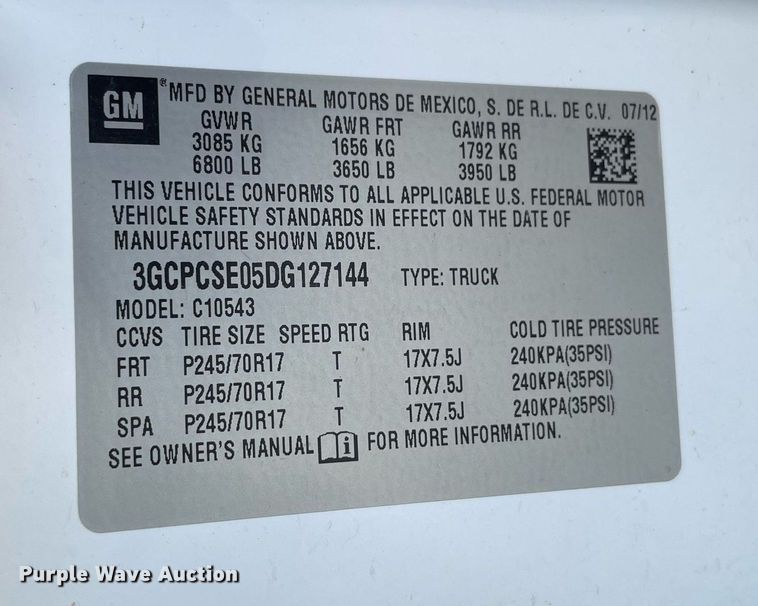 GM ® MFD BY GENERAL MOTORS DE MEXICO, S. DE R.L. DE C.V. 07/12
GVWR GAWR FRT GAWR RR
3085 KG 1656 KG 1792 KG
6800 LB 3650 LB 3950 LB
THIS VEHICLE CONFORMS TO ALL APPLICABLE U.S. FEDERAL MOTOR
VEHICLE SAFETY STANDARDS IN EFFECT ON THE DATE OF
MANUFACTURE SHOWN ABOVE.
3GCPCSE05DG127144 TYPE: TRUCK
MODEL: C10543
CCVS TIRE SIZE SPEED RTG RIM COLD TIRE PRESSURE
FRT P245/70R17 T 17X7.5J 240KPA(35PSI)
RR P245/70R17 T 17X7.5J 240KPA(35PSI)
SPA P245/70R17 T 17X7.5J 240KPA(35PSI)
SEE OWNER'S MANUAL i FOR MORE INFORMATION.
Purple Wave Auction